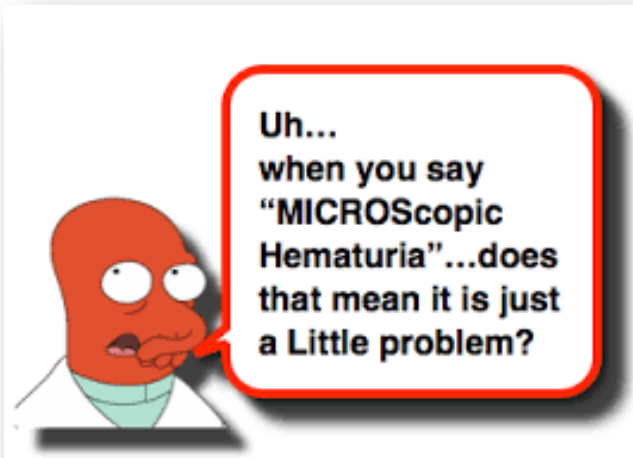 Uh...
when you say
“MICROScopic
Hematuria”...does
that mean it is just
a Little problem?